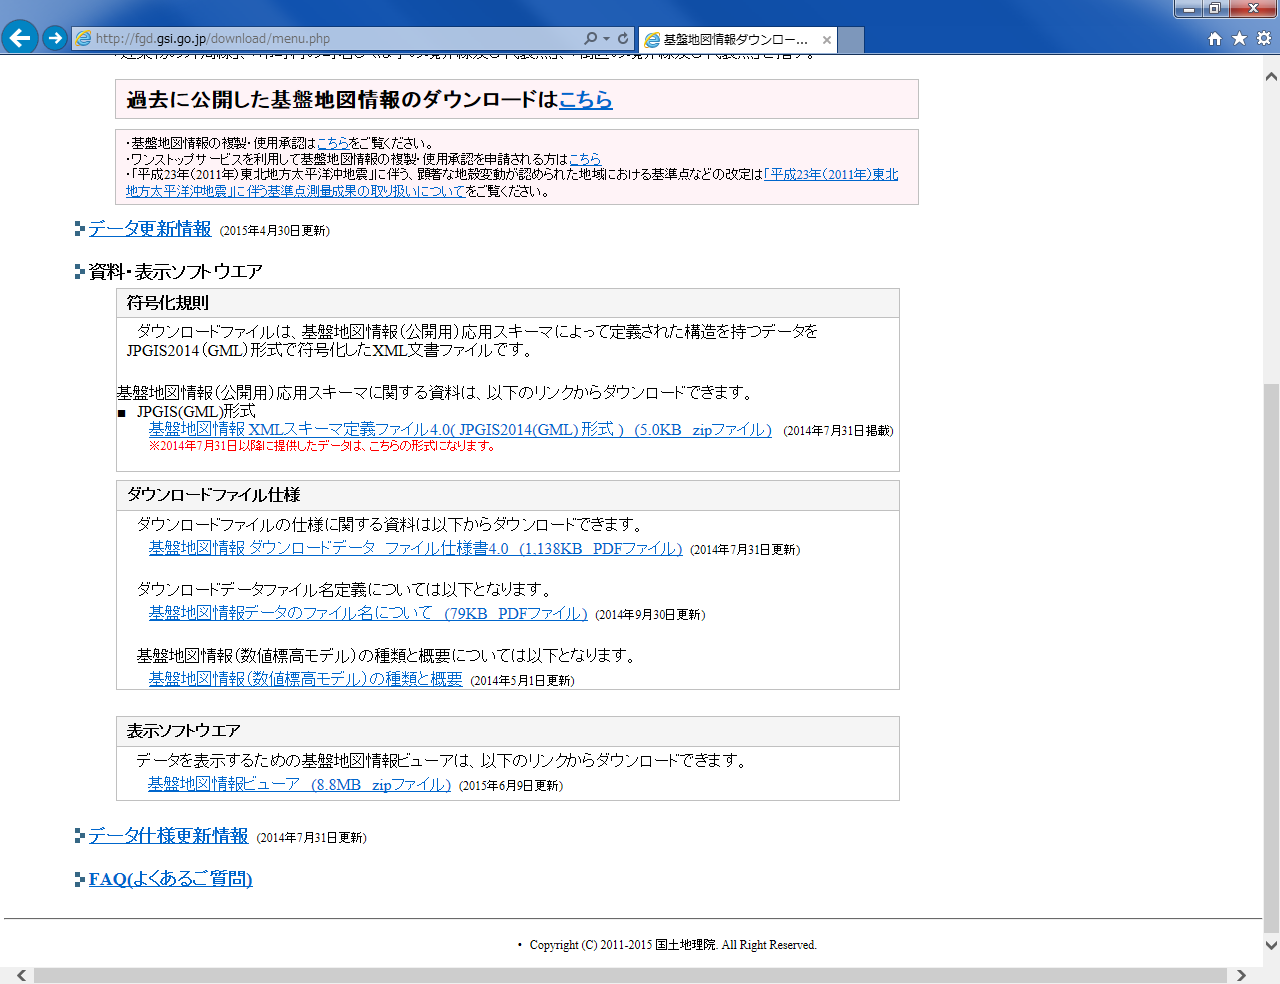 http://fgd.gsi.go.jp/download/menu.php
基盤地図情報ダウンロー...
過去に公開した基盤地図情報のダウンロードはこちら
・基盤地図情報の複製・使用承認はこちらをご覧ください。
・ワンストップサービスを利用して基盤地図情報の複製・使用承認を申請される方はこちら
・「平成23年（2011年）東北地方太平洋沖地震」に伴う、顕著な地殻変動が認められた地域における基準点などの改定は「平成23年（2011年）東北
地方太平洋沖地震」に伴う基準点測量成果の取り扱いについてをご覧ください。
データ更新情報 (2015年4月30日更新)
資料・表示ソフトウエア
符号化規則
ダウンロードファイルは、基盤地図情報（公開用）応用スキーマによって定義された構造を持つデータを
JPGIS2014（GML）形式で符号化したXML文書ファイルです。
基盤地図情報（公開用）応用スキーマに関する資料は、以下のリンクからダウンロードできます。
■ JPGIS(GML)形式
基盤地図情報 XMLスキーマ定義ファイル4.0( JPGIS2014(GML) 形式 ) (5.0KB zipファイル) (2014年7月31日掲載)
※2014年7月31日以降に提供したデータは、こちらの形式になります。
ダウンロードファイル仕様
ダウンロードファイルの仕様に関する資料は以下からダウンロードできます。
基盤地図情報 ダウンロードデータ ファイル仕様書4.0 (1,138KB PDFファイル) (2014年7月31日更新)
ダウンロードデータファイル名定義については以下となります。
基盤地図情報データのファイル名について (79KB PDFファイル) (2014年9月30日更新)
基盤地図情報（数値標高モデル）の種類と概要については以下となります。
基盤地図情報（数値標高モデル）の種類と概要 (2014年5月1日更新)
表示ソフトウエア
データを表示するための基盤地図情報ビューアは、以下のリンクからダウンロードできます。
基盤地図情報ビューア (8.8MB zipファイル) (2015年6月9日更新)
データ仕様更新情報 (2014年7月31日更新)
FAQ(よくあるご質問)
• Copyright (C) 2011-2015 国土地理院. All Right Reserved.